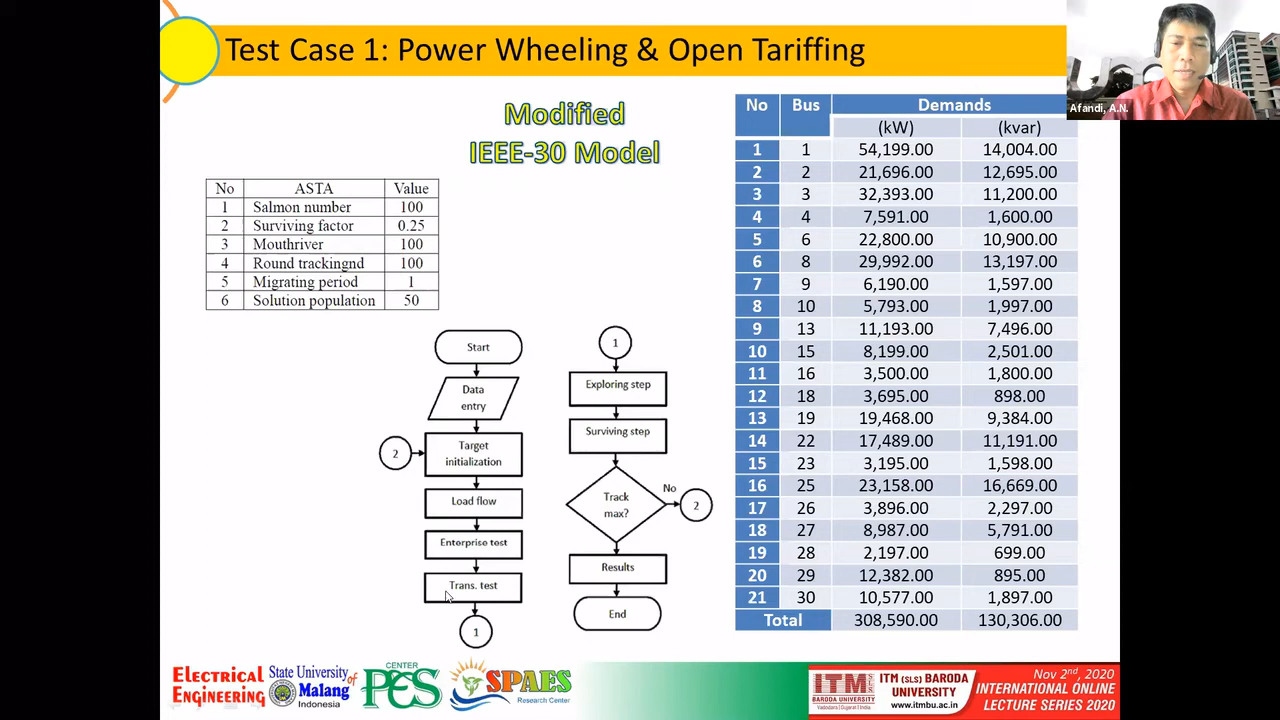 Test Case 1: Power Wheeling & Open Tariffing
Afandi, A.N.
Modified
IEEE-30 Model
No ASTA Value
1 Salmon number 100
2 Surviving factor 0.25
3 Mouthriver 100
4 Round trackingnd 100
5 Migrating period 1
6 Solution population 50
Start
Data
entry
2
Target
initialization
Load flow
Enterprise test
Trans. test
1
1
Exploring step
Surviving step
Track
max?
No
2
Results
End
No Bus Demands
(kW) (kvar)
1 1 54,199.00 14,004.00
2 2 21,696.00 12,695.00
3 3 32,393.00 11,200.00
4 4 7,591.00 1,600.00
5 6 22,800.00 10,900.00
6 8 29,992.00 13,197.00
7 9 6,190.00 1,597.00
8 10 5,793.00 1,997.00
9 13 11,193.00 7,496.00
10 15 8,199.00 2,501.00
11 16 3,500.00 1,800.00
12 18 3,695.00 898.00
13 19 19,468.00 9,384.00
14 22 17,489.00 11,191.00
15 23 3,195.00 1,598.00
16 25 23,158.00 16,669.00
17 26 3,896.00 2,297.00
18 27 8,987.00 5,791.00
19 28 2,197.00 699.00
20 29 12,382.00 895.00
21 30 10,577.00 1,897.00
Total 308,590.00 130,306.00
Electrical
Engineering
State University of
Malang
Indonesia
CENTER
PECS
SPAES
Research Center
ITM
BARODA UNIVERSITY
Vadodara | Gujarat | India
ITM (SLS) BARODA
UNIVERSITY
www.itmbu.ac.in
Nov 2nd, 2020
INTERNATIONAL ONLINE
LECTURE SERIES 2020